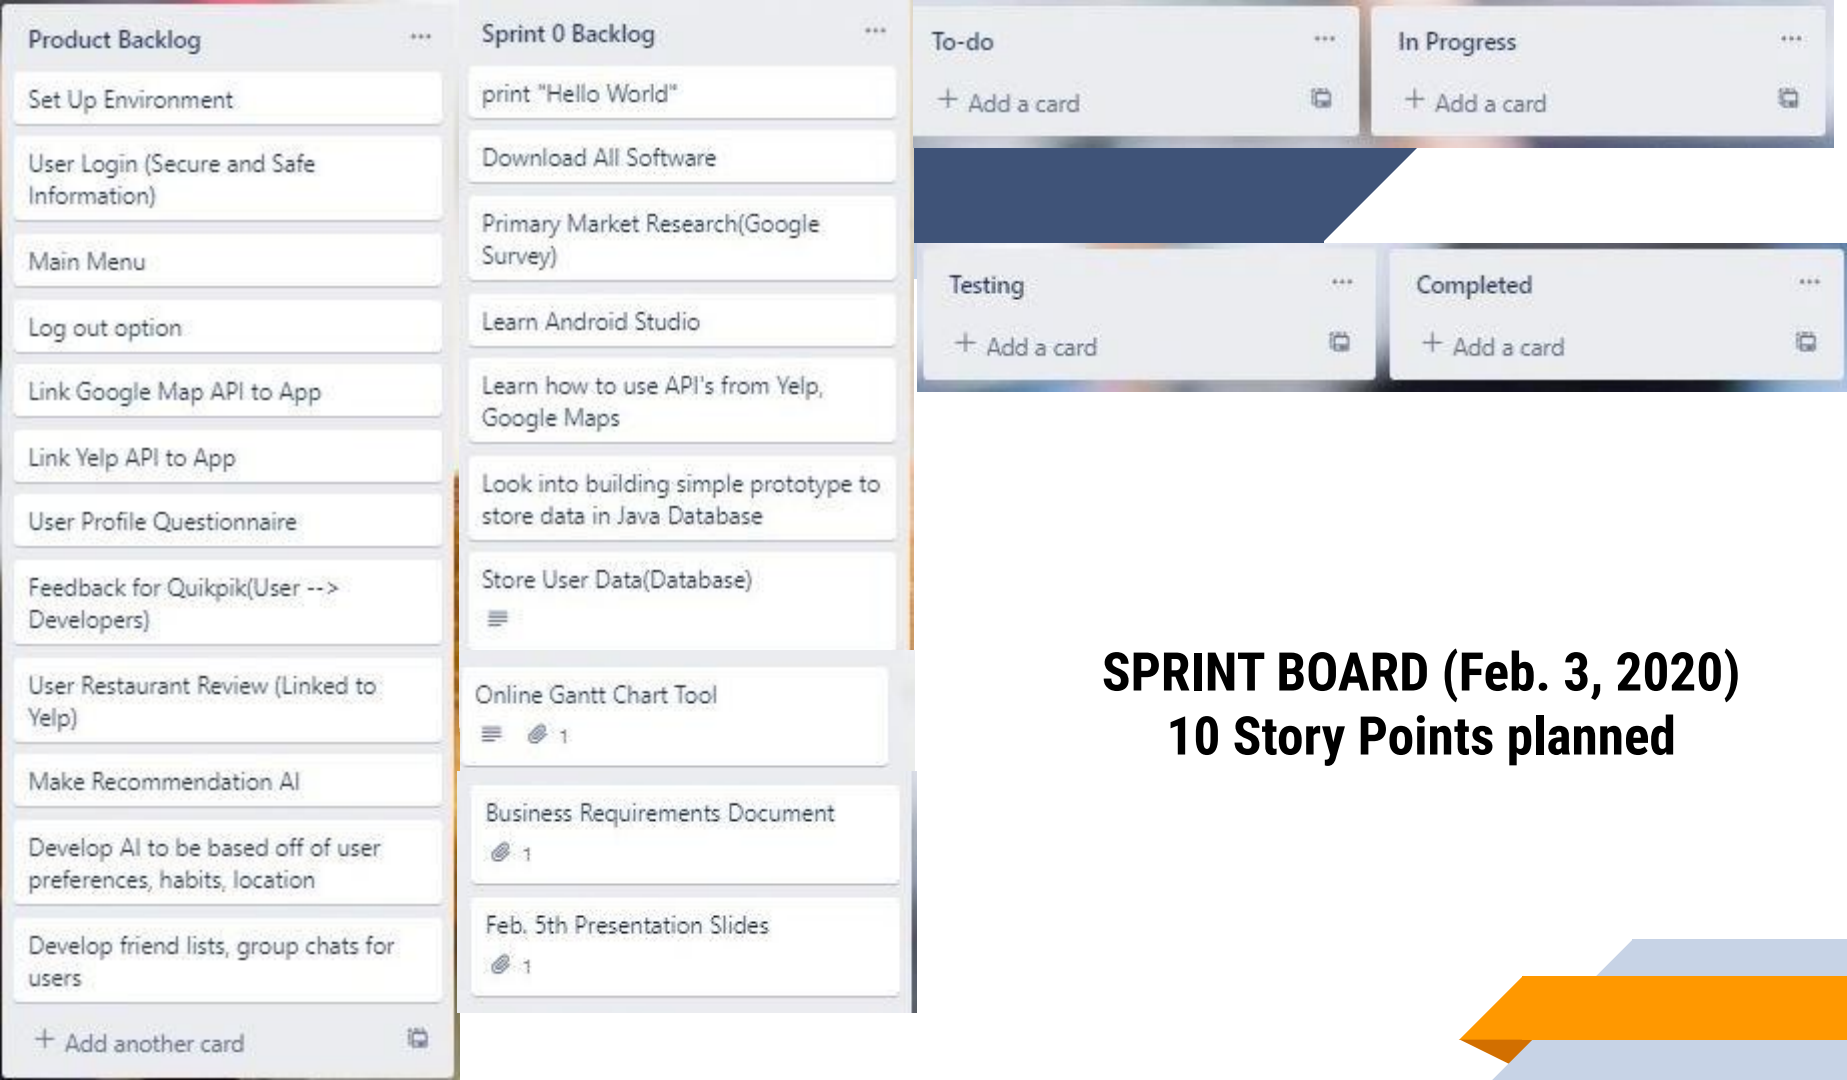 Product Backlog
Set Up Environment
User Login (Secure and Safe
Information)
Main Menu
Log out option
Link Google Map API to App
Link Yelp API to App
User Profile Questionnaire
Feedback for Quikpik(User -->
Developers)
User Restaurant Review (Linked to
Yelp)
Make Recommendation AI
Develop AI to be based off of user
preferences, habits, location
Develop friend lists, group chats for
users
+ Add another card
Sprint 0 Backlog
print "Hello World"
Download All Software
Primary Market Research(Google
Survey)
Learn Android Studio
Learn how to use API's from Yelp,
Google Maps
Look into building simple prototype to
store data in Java Database
Store User Data(Database)
Online Gantt Chart Tool
1
Business Requirements Document
1
Feb. 5th Presentation Slides
1
To-do
+ Add a card
In Progress
+ Add a card
Testing
+ Add a card
Completed
+ Add a card
SPRINT BOARD (Feb. 3, 2020)
10 Story Points planned